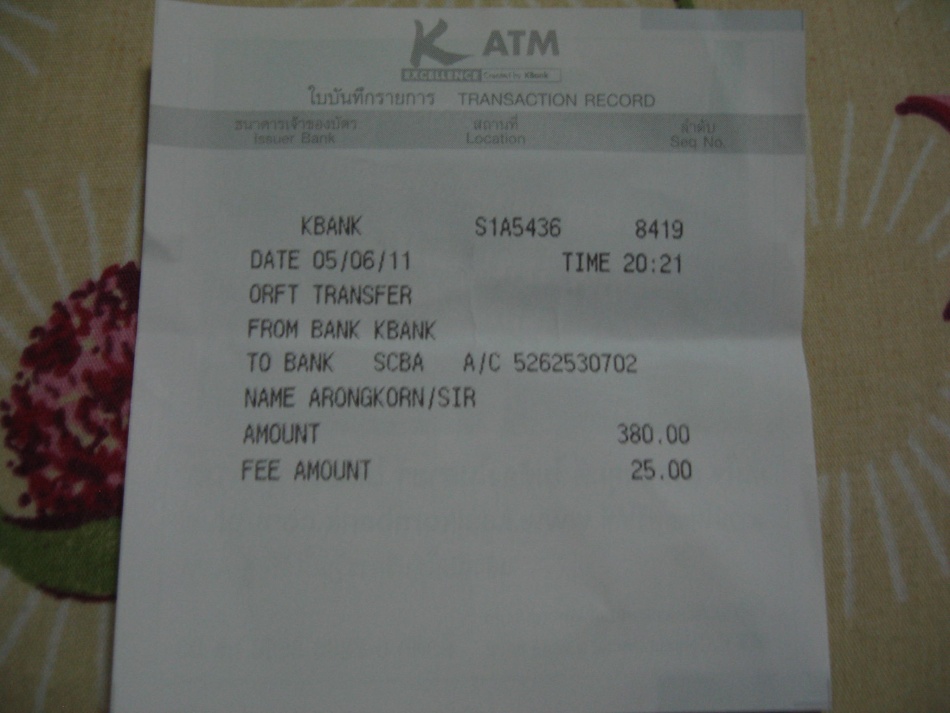 K ATM
EXCELLENCE Created by KBank
ใบบันทึกรายการ TRANSACTION RECORD
ธนาคารเจ้าของบัตร สถานที่ ลำดับ
Issuer Bank Location Seq No.
KBANK S1A5436 8419
DATE 05/06/11 TIME 20:21
ORFT TRANSFER
FROM BANK KBANK
TO BANK SCBA A/C 5262530702
NAME ARONGKORN/SIR
AMOUNT 380.00
FEE AMOUNT 25.00